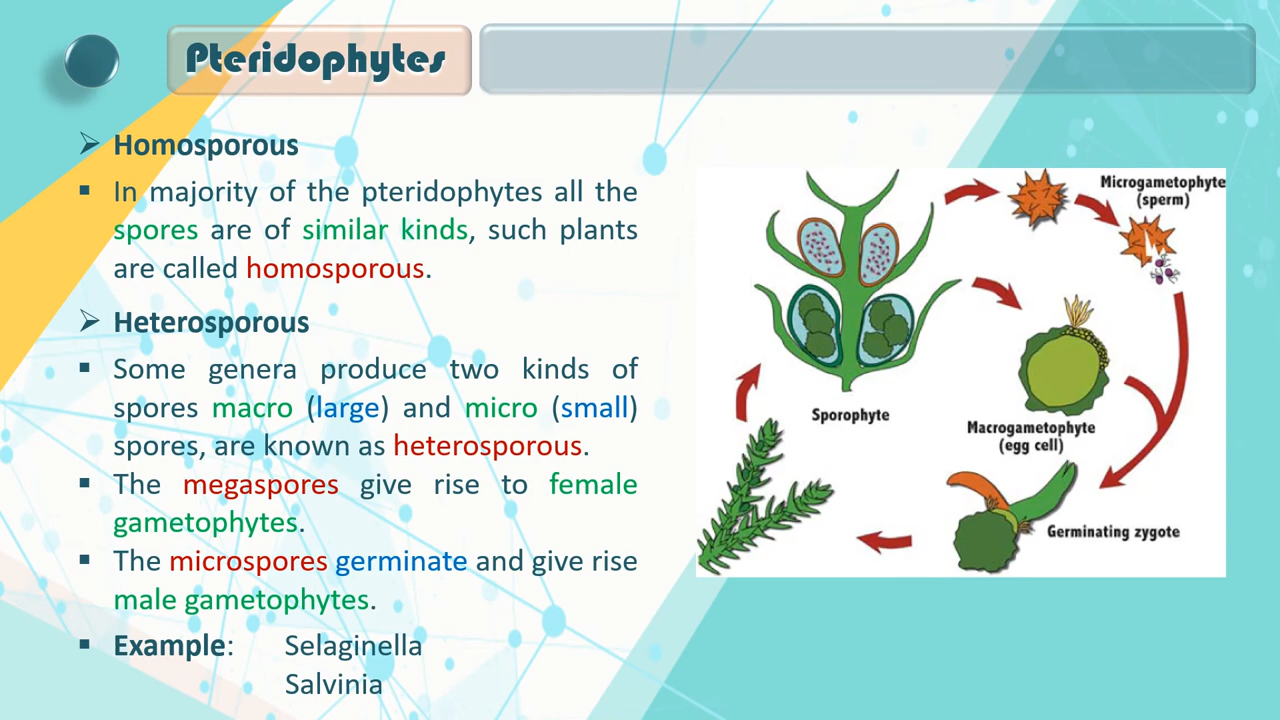 Pteridophytes
➢ Homosporous
▪ In majority of the pteridophytes all the
spores are of similar kinds, such plants
are called homosporous.
➢ Heterosporous
▪ Some genera produce two kinds of
spores macro (large) and micro (small)
spores, are known as heterosporous.
▪ The megaspores give rise to female
gametophytes.
▪ The microspores germinate and give rise
male gametophytes.
▪ Example: Selaginella
Salvinia
Microgametophyte
(sperm)
Sporophyte
Macrogametophyte
(egg cell)
Germinating zygote